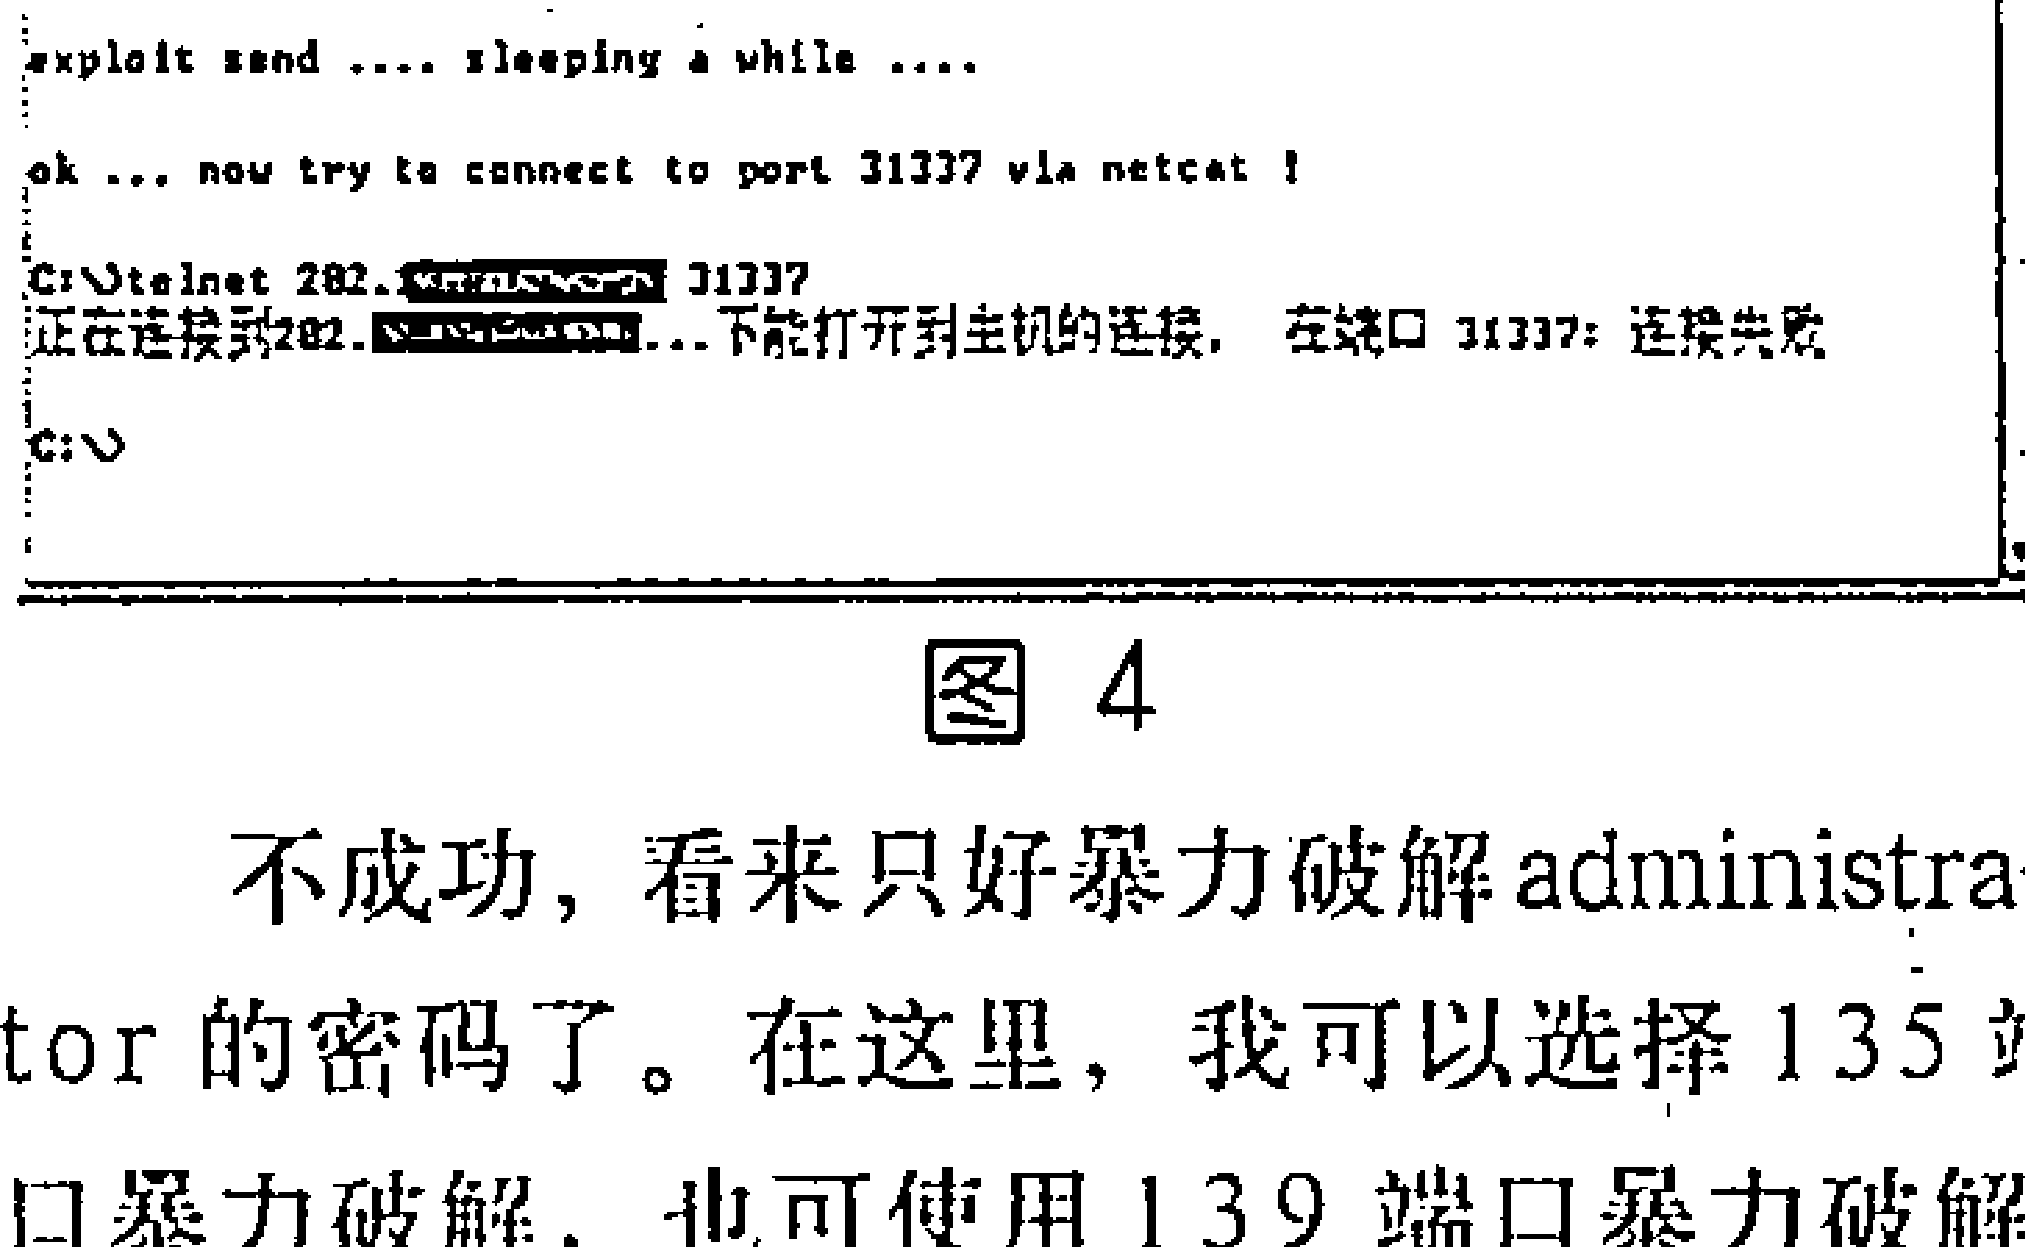 exploit send .... sleeping a while ....
ok ... now try to connect to port 31337 via netcat !
C:\>telnet 202.1 31337
正在连接到202. ...不能打开到主机的连接， 在端口 31337: 连接失败
C:\>
图 4
不成功，看来只好暴力破解administra-
tor 的密码了。在这里，我可以选择 135 端
口暴力破解，也可使用 139 端口暴力破解